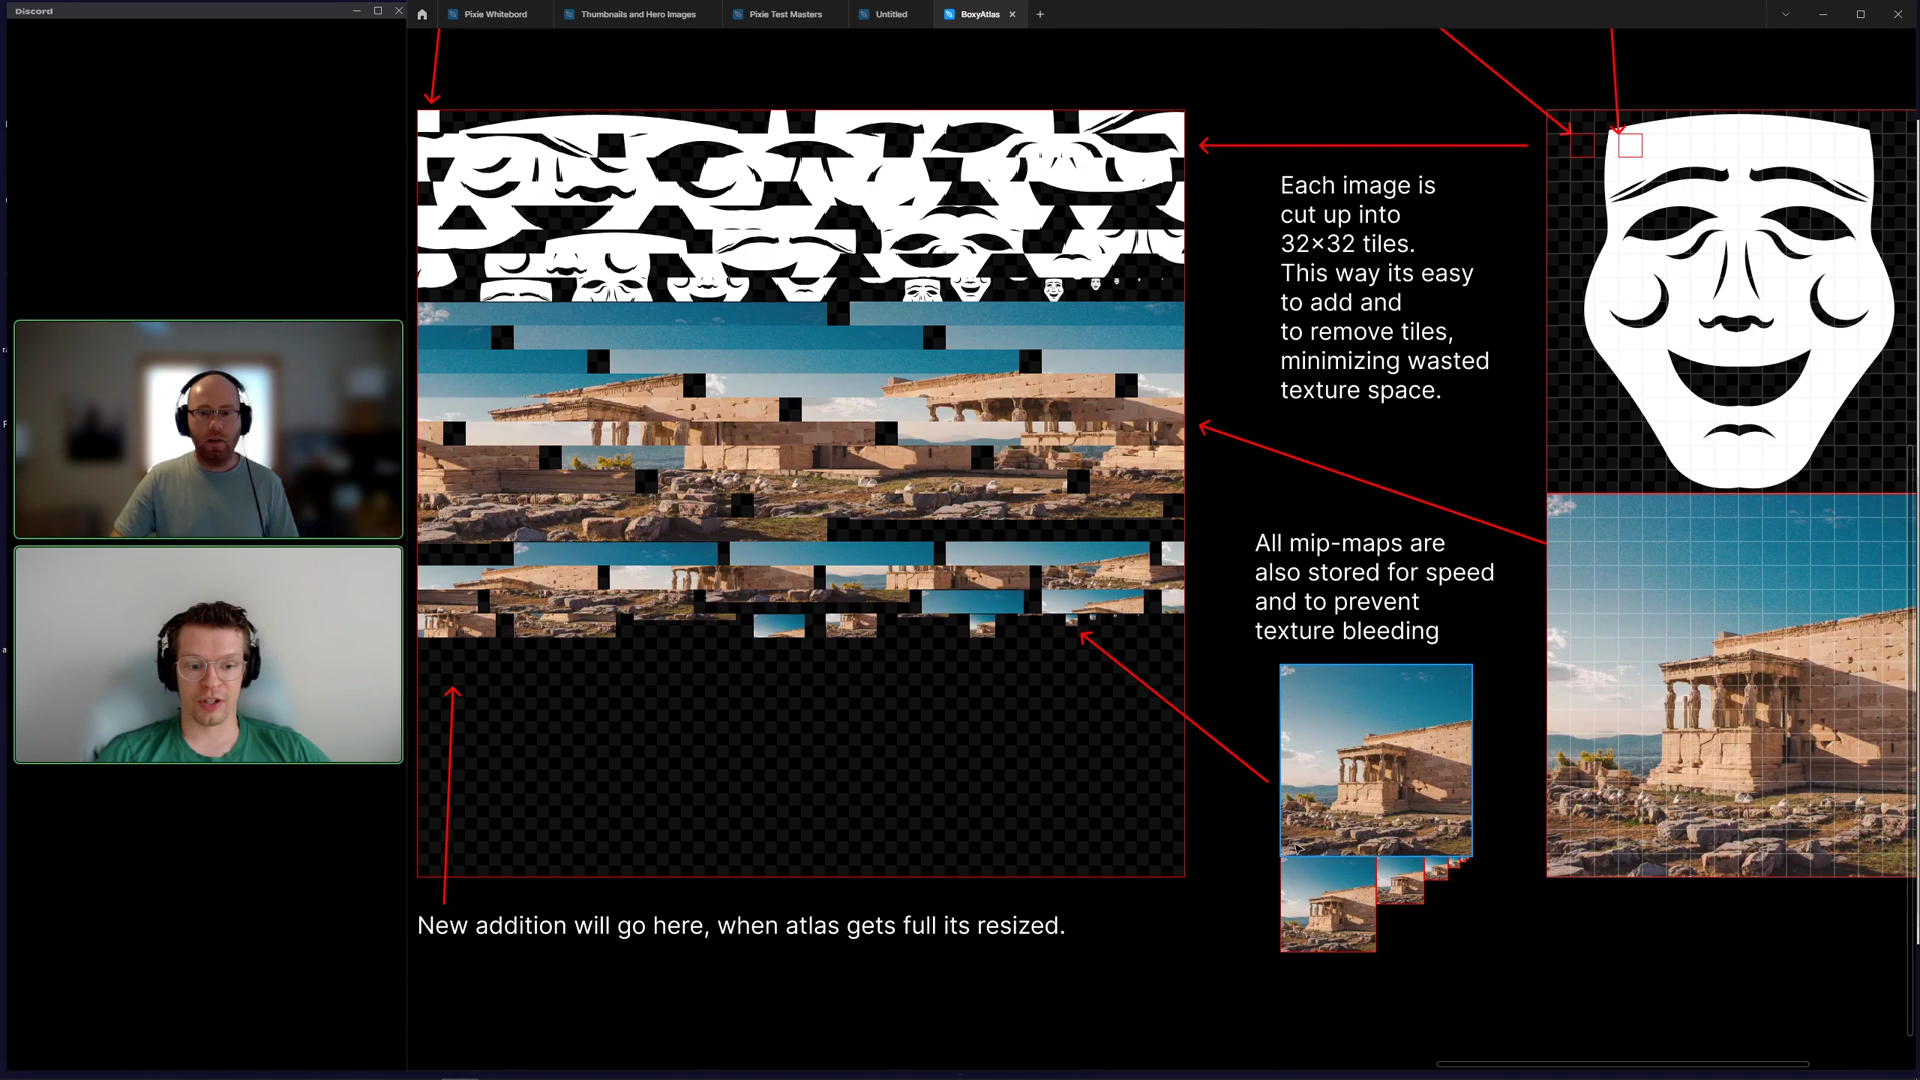 Discord
Pixie Whitebord
Thumbnails and Hero Images
Pixie Test Masters
Untitled
BoxyAtlas
Each image is
cut up into
32×32 tiles.
This way its easy
to add and
to remove tiles,
minimizing wasted
texture space.
All mip-maps are
also stored for speed
and to prevent
texture bleeding
New addition will go here, when atlas gets full its resized.